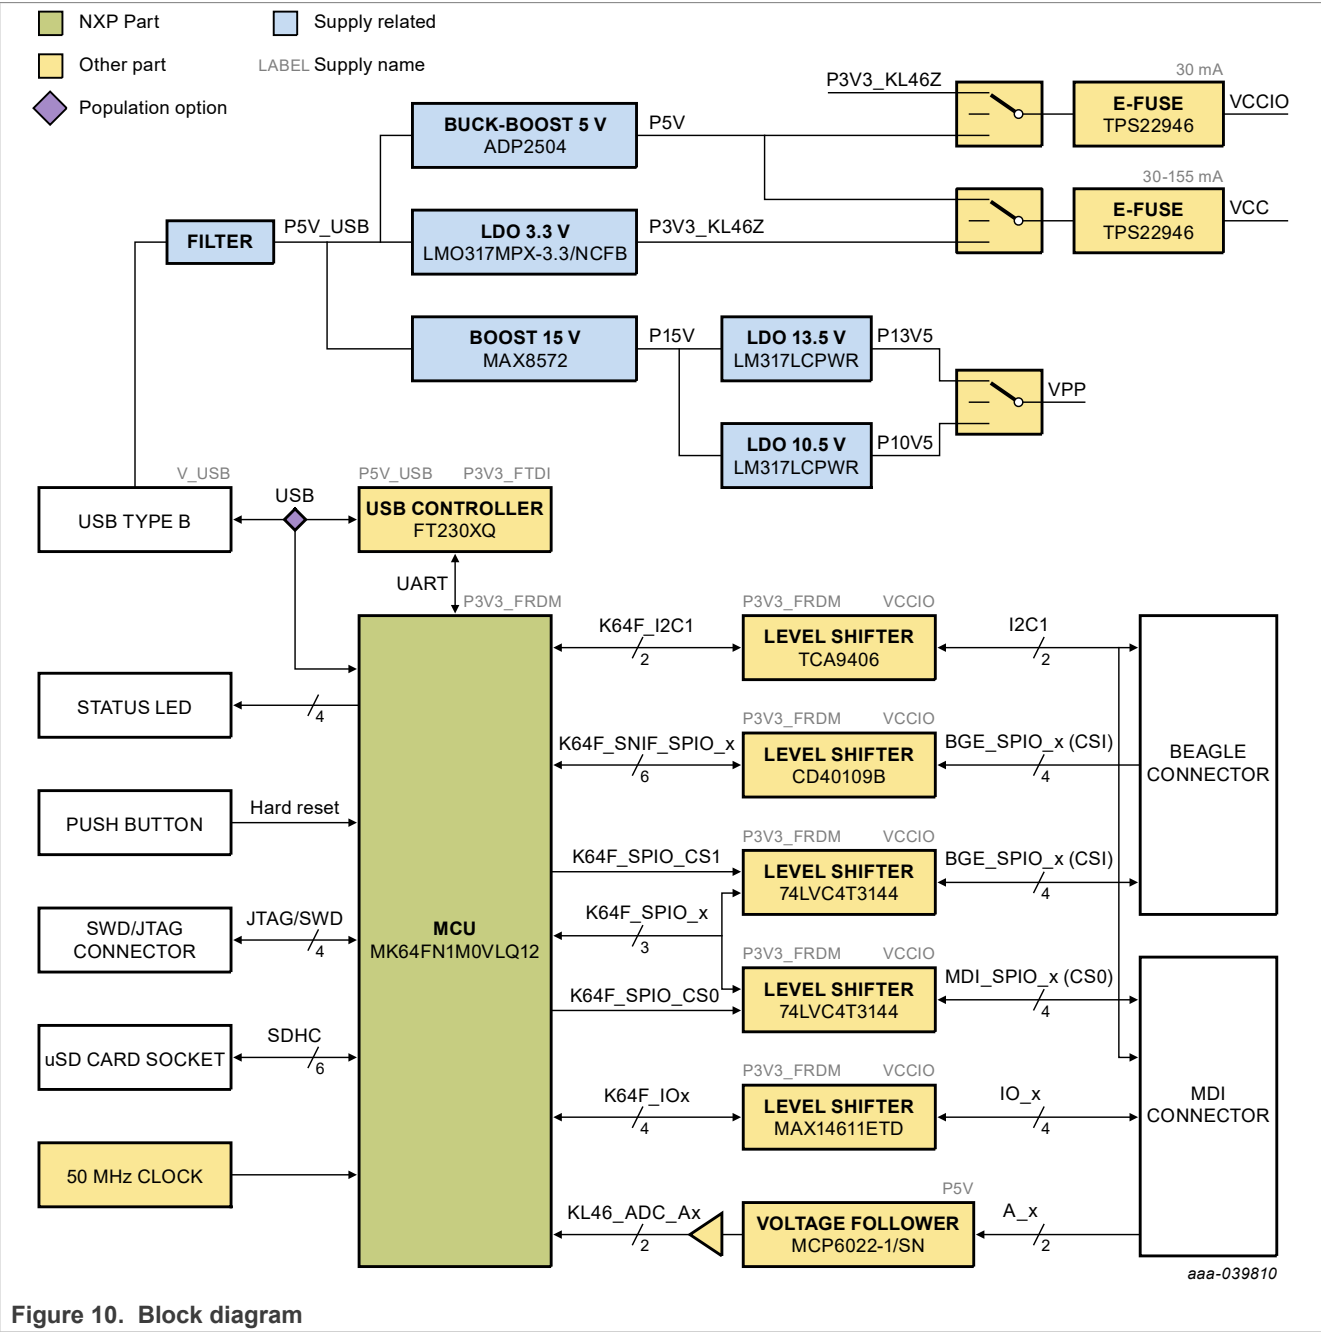 NXP Part
Supply related
Other part
LABEL Supply name
Population option
P3V3_KL46Z
30 mA
E-FUSE
TPS22946
VCCIO
BUCK-BOOST 5 V
ADP2504
P5V
30-155 mA
E-FUSE
TPS22946
VCC
FILTER
P5V_USB
LDO 3.3 V
LMO317MPX-3.3/NCFB
P3V3_KL46Z
BOOST 15 V
MAX8572
P15V
LDO 13.5 V
LM317LCPWR
P13V5
VPP
LDO 10.5 V
LM317LCPWR
P10V5
V_USB
USB TYPE B
USB
P5V_USB P3V3_FTDI
USB CONTROLLER
FT230XQ
UART
P3V3_FRDM
MCU
MK64FN1M0VLQ12
STATUS LED
4
PUSH BUTTON
Hard reset
SWD/JTAG
CONNECTOR
JTAG/SWD
4
uSD CARD SOCKET
SDHC
6
50 MHz CLOCK
K64F_I2C1
2
P3V3_FRDM VCCIO
LEVEL SHIFTER
TCA9406
I2C1
2
K64F_SNIF_SPIO_x
6
P3V3_FRDM VCCIO
LEVEL SHIFTER
CD40109B
BGE_SPIO_x (CSI)
4
BEAGLE
CONNECTOR
K64F_SPIO_CS1
P3V3_FRDM VCCIO
LEVEL SHIFTER
74LVC4T3144
BGE_SPIO_x (CSI)
4
K64F_SPIO_x
3
K64F_SPIO_CS0
P3V3_FRDM VCCIO
LEVEL SHIFTER
74LVC4T3144
MDI_SPIO_x (CS0)
4
K64F_IOx
4
P3V3_FRDM VCCIO
LEVEL SHIFTER
MAX14611ETD
IO_x
4
MDI
CONNECTOR
KL46_ADC_Ax
2
P5V
VOLTAGE FOLLOWER
MCP6022-1/SN
A_x
2
aaa-039810
Figure 10. Block diagram